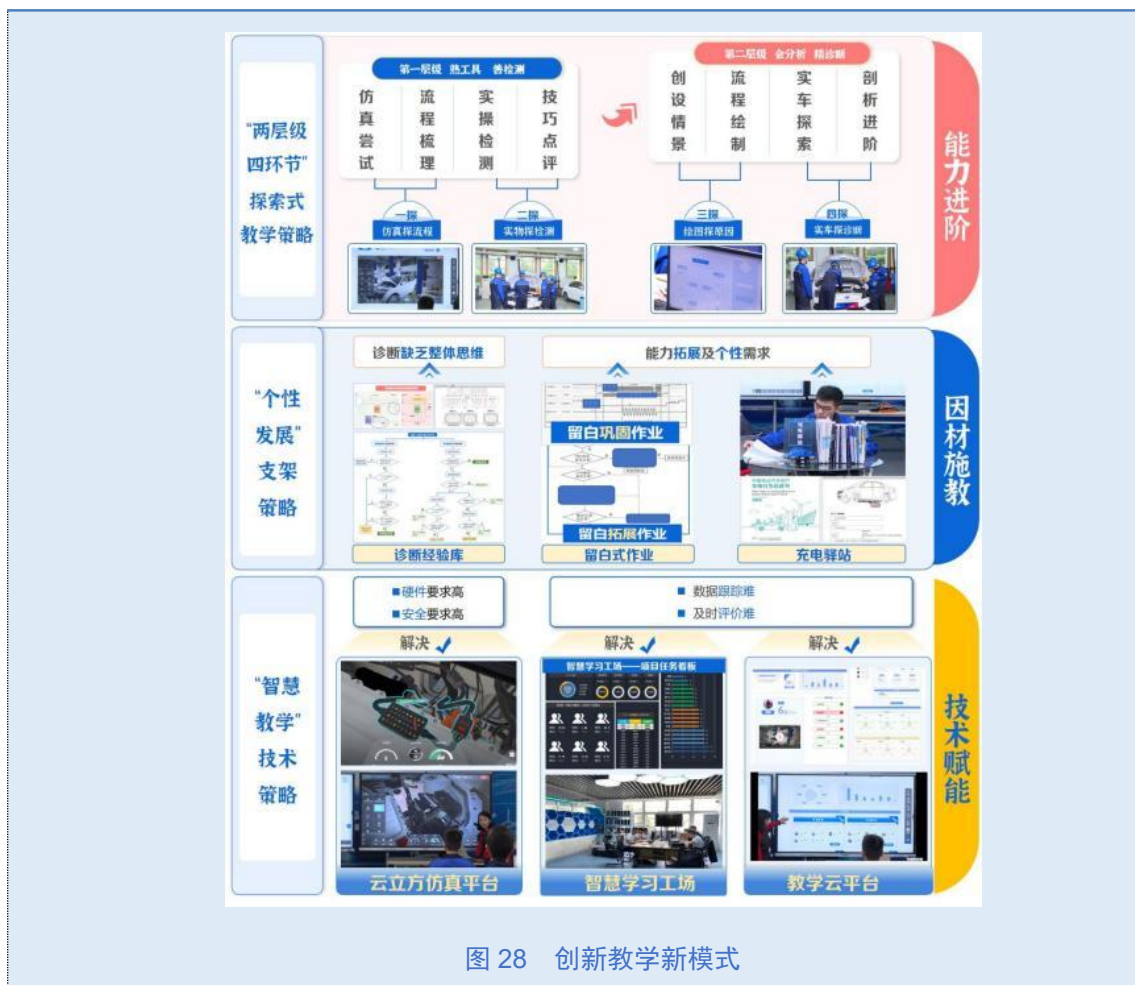 "两层级
四环节"
探索式
教学策略
第一层级 熟工具 善检测
仿真尝试
流程梳理
实操检测
技巧点评
一探
仿真探流程
二探
实物探检测
第二层级 会分析 精诊断
创设情景
流程绘制
实车探索
剖析进阶
三探
绘图探原因
四探
实车探诊断
能力进阶
"个性
发展"
支架
策略
诊断缺乏整体思维
能力拓展及个性需求
留白巩固作业
留白拓展作业
诊断经验库
留白式作业
充电驿站
因材施教
"智慧
教学"
技术
策略
■硬件要求高
■安全要求高
■ 数据跟踪难
■ 及时评价难
解决
解决
解决
智慧学习工场——项目任务看板
云立方仿真平台
智慧学习工场
教学云平台
技术赋能
图 28 创新教学新模式